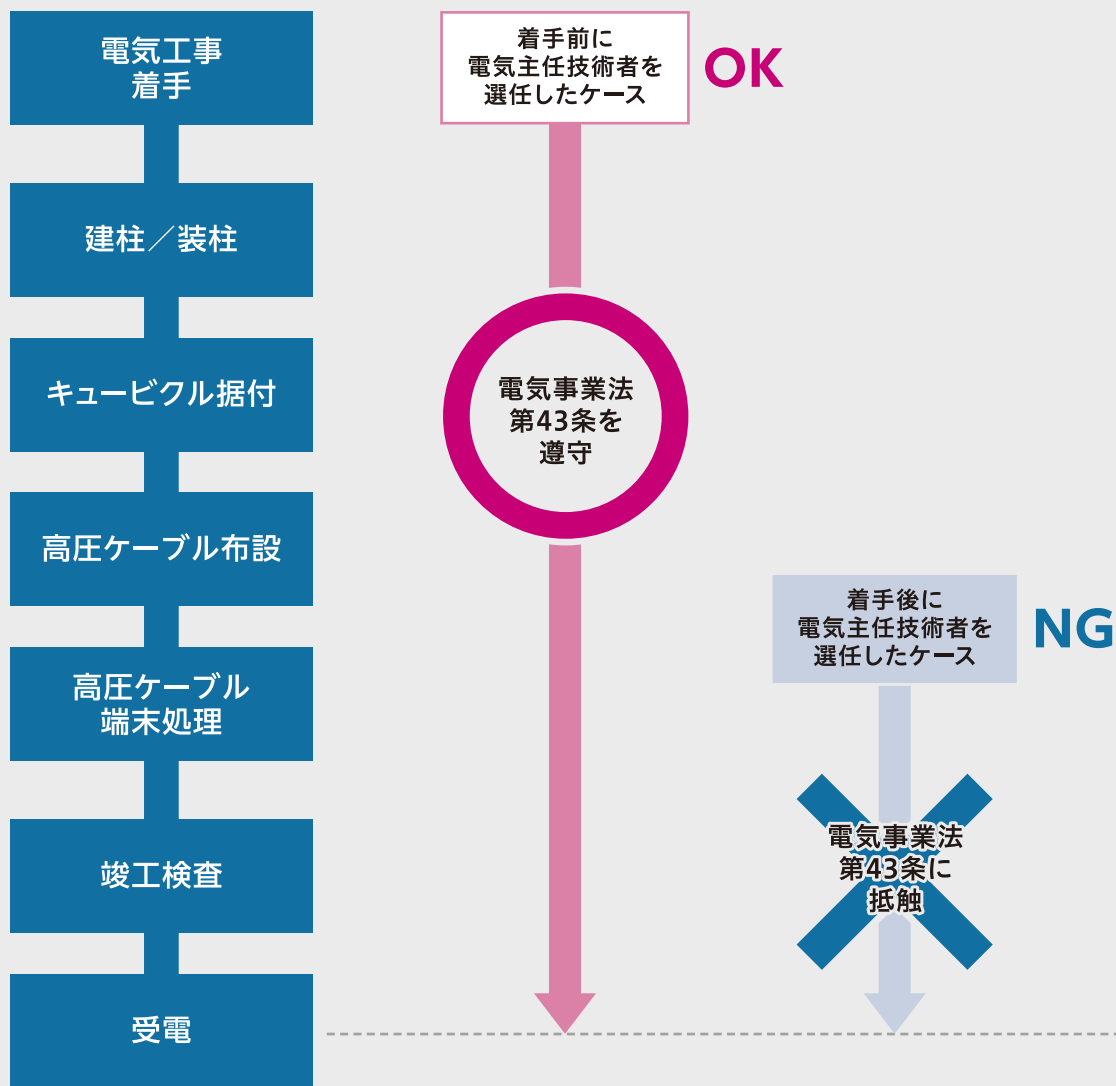 電気工事
着手
建柱／装柱
キュービクル据付
高圧ケーブル布設
高圧ケーブル
端末処理
竣工検査
受電
着手前に
電気主任技術者を
選任したケース
OK
電気事業法
第43条を
遵守
着手後に
電気主任技術者を
選任したケース
NG
電気事業法
第43条に
抵触